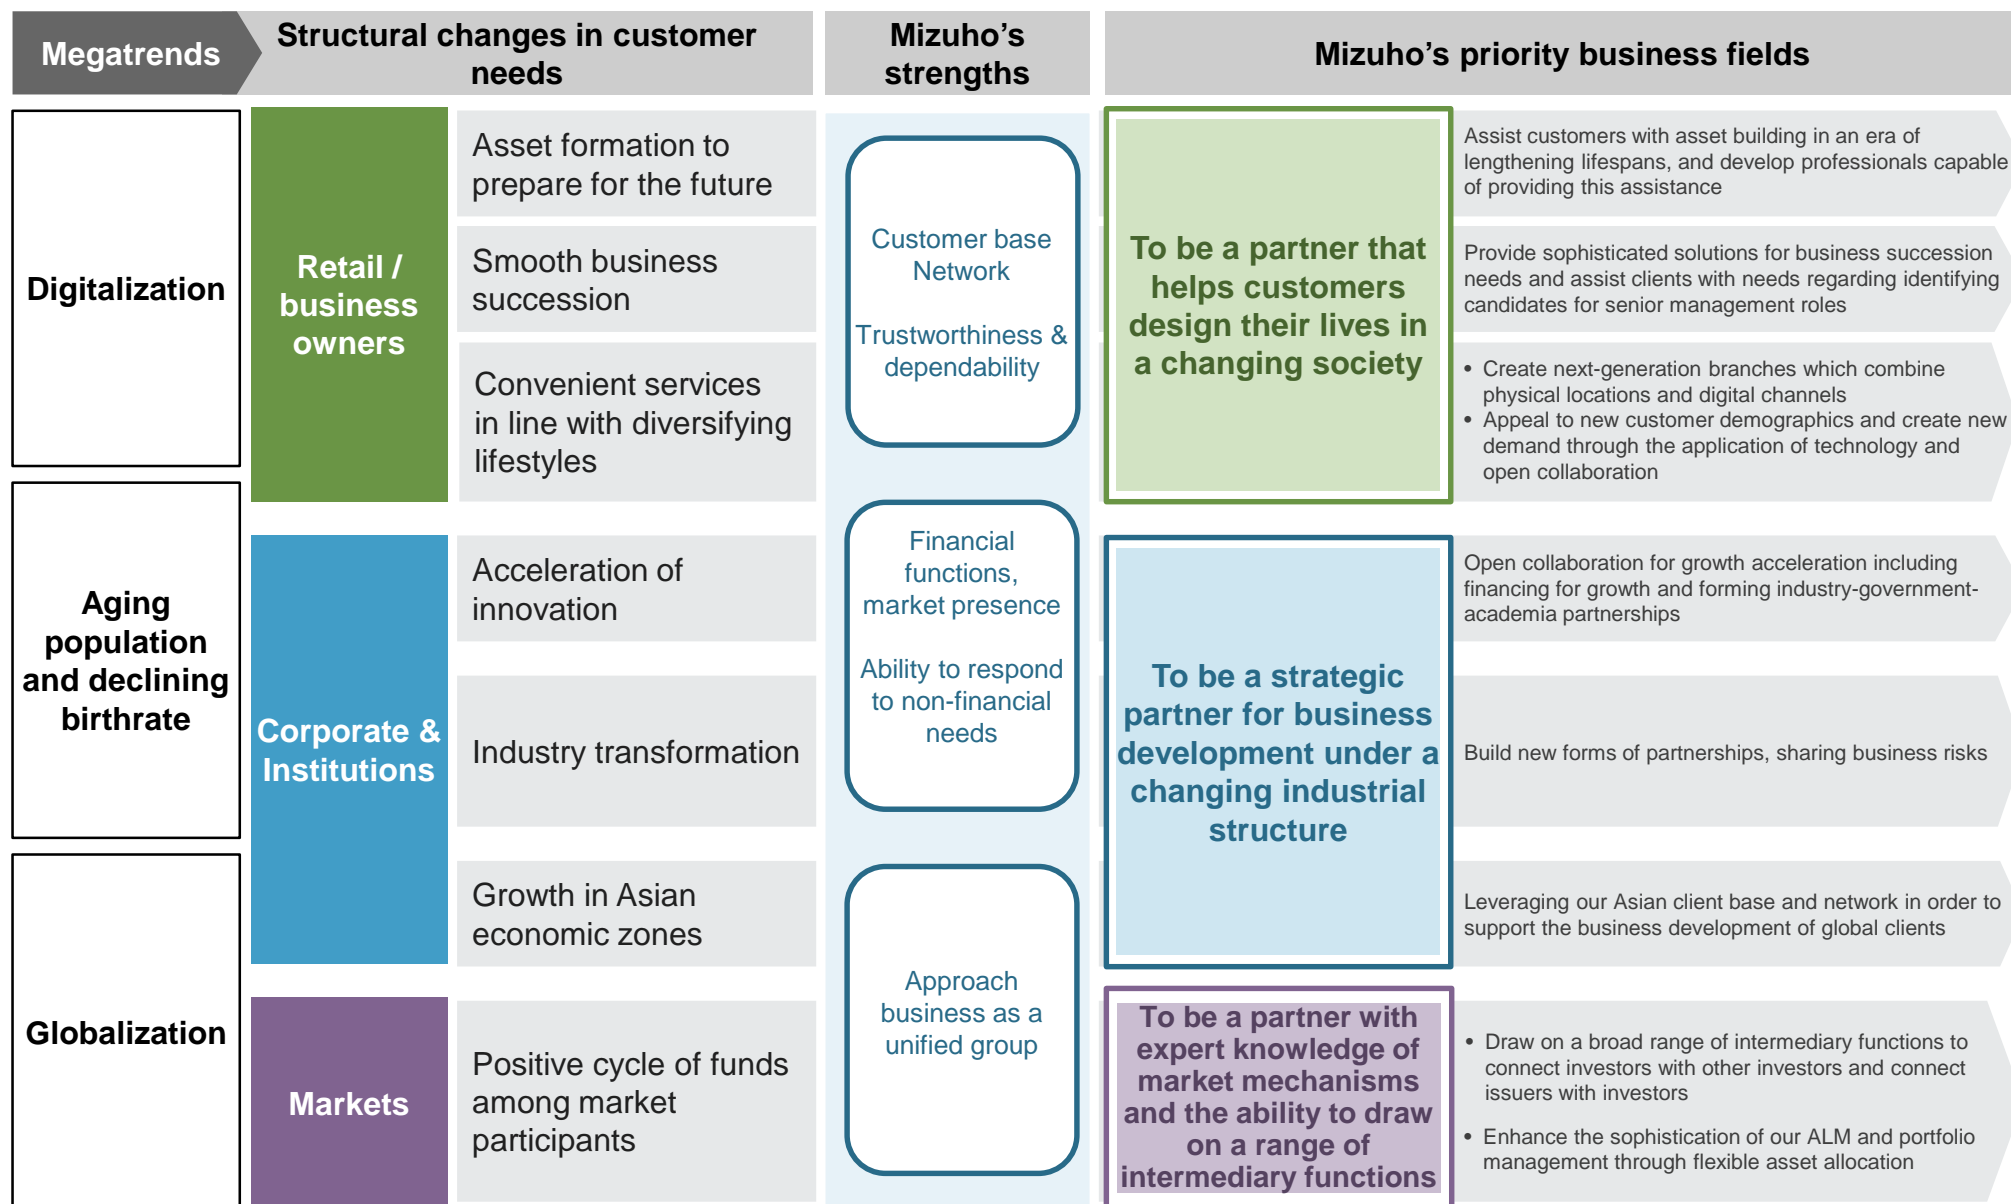 Megatrends
Structural changes in customer
needs
Mizuho’s
strengths
Mizuho’s priority business fields
Digitalization
Aging
population
and declining
birthrate
Globalization
Retail /
business
owners
Asset formation to
prepare for the future
Smooth business
succession
Convenient services
in line with diversifying
lifestyles
Corporate &
Institutions
Acceleration of
innovation
Industry transformation
Growth in Asian
economic zones
Markets
Positive cycle of funds
among market
participants
Customer base
Network
Trustworthiness &
dependability
Financial
functions,
market presence
Ability to respond
to non-financial
needs
Approach
business as a
unified group
To be a partner that
helps customers
design their lives in
a changing society
Assist customers with asset building in an era of
lengthening lifespans, and develop professionals capable
of providing this assistance
Provide sophisticated solutions for business succession
needs and assist clients with needs regarding identifying
candidates for senior management roles
• Create next-generation branches which combine
physical locations and digital channels
• Appeal to new customer demographics and create new
demand through the application of technology and
open collaboration
To be a strategic
partner for business
development under a
changing industrial
structure
Open collaboration for growth acceleration including
financing for growth and forming industry-government-
academia partnerships
Build new forms of partnerships, sharing business risks
Leveraging our Asian client base and network in order to
support the business development of global clients
To be a partner with
expert knowledge of
market mechanisms
and the ability to draw
on a range of
intermediary functions
• Draw on a broad range of intermediary functions to
connect investors with other investors and connect
issuers with investors
• Enhance the sophistication of our ALM and portfolio
management through flexible asset allocation